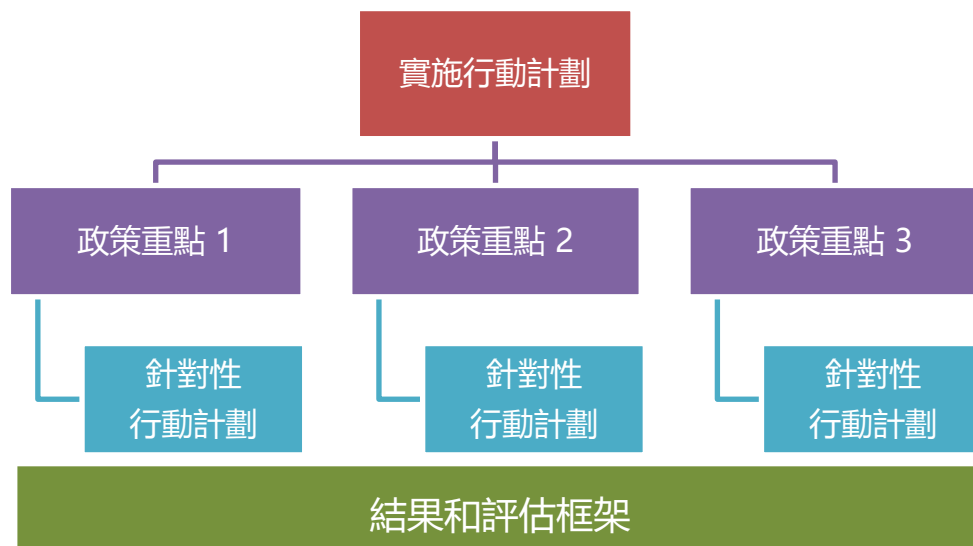 實施行動計劃
政策重點 1
政策重點 2
政策重點 3
針對性
行動計劃
針對性
行動計劃
針對性
行動計劃
結果和評估框架